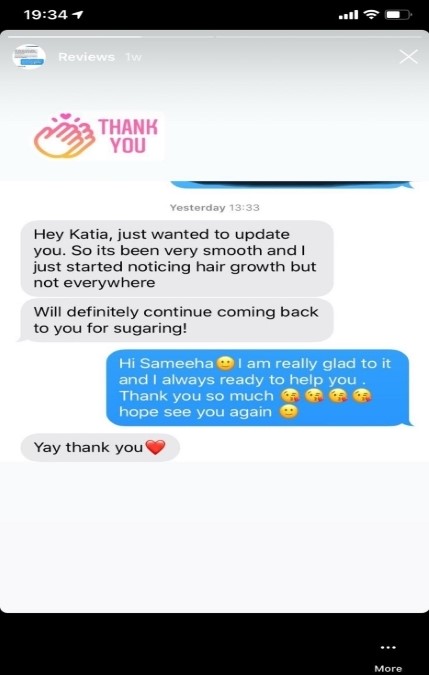 19:34
Reviews 1w
THANK
YOU
Yesterday 13:33
Hey Katia, just wanted to update
you. So its been very smooth and I
just started noticing hair growth but
not everywhere
Will definitely continue coming back
to you for sugaring!
Hi Sameeha🙂I am really glad to it
and I always ready to help you .
Thank you so much 😘😘😘😘
hope see you again 🙂
Yay thank you❤️
More